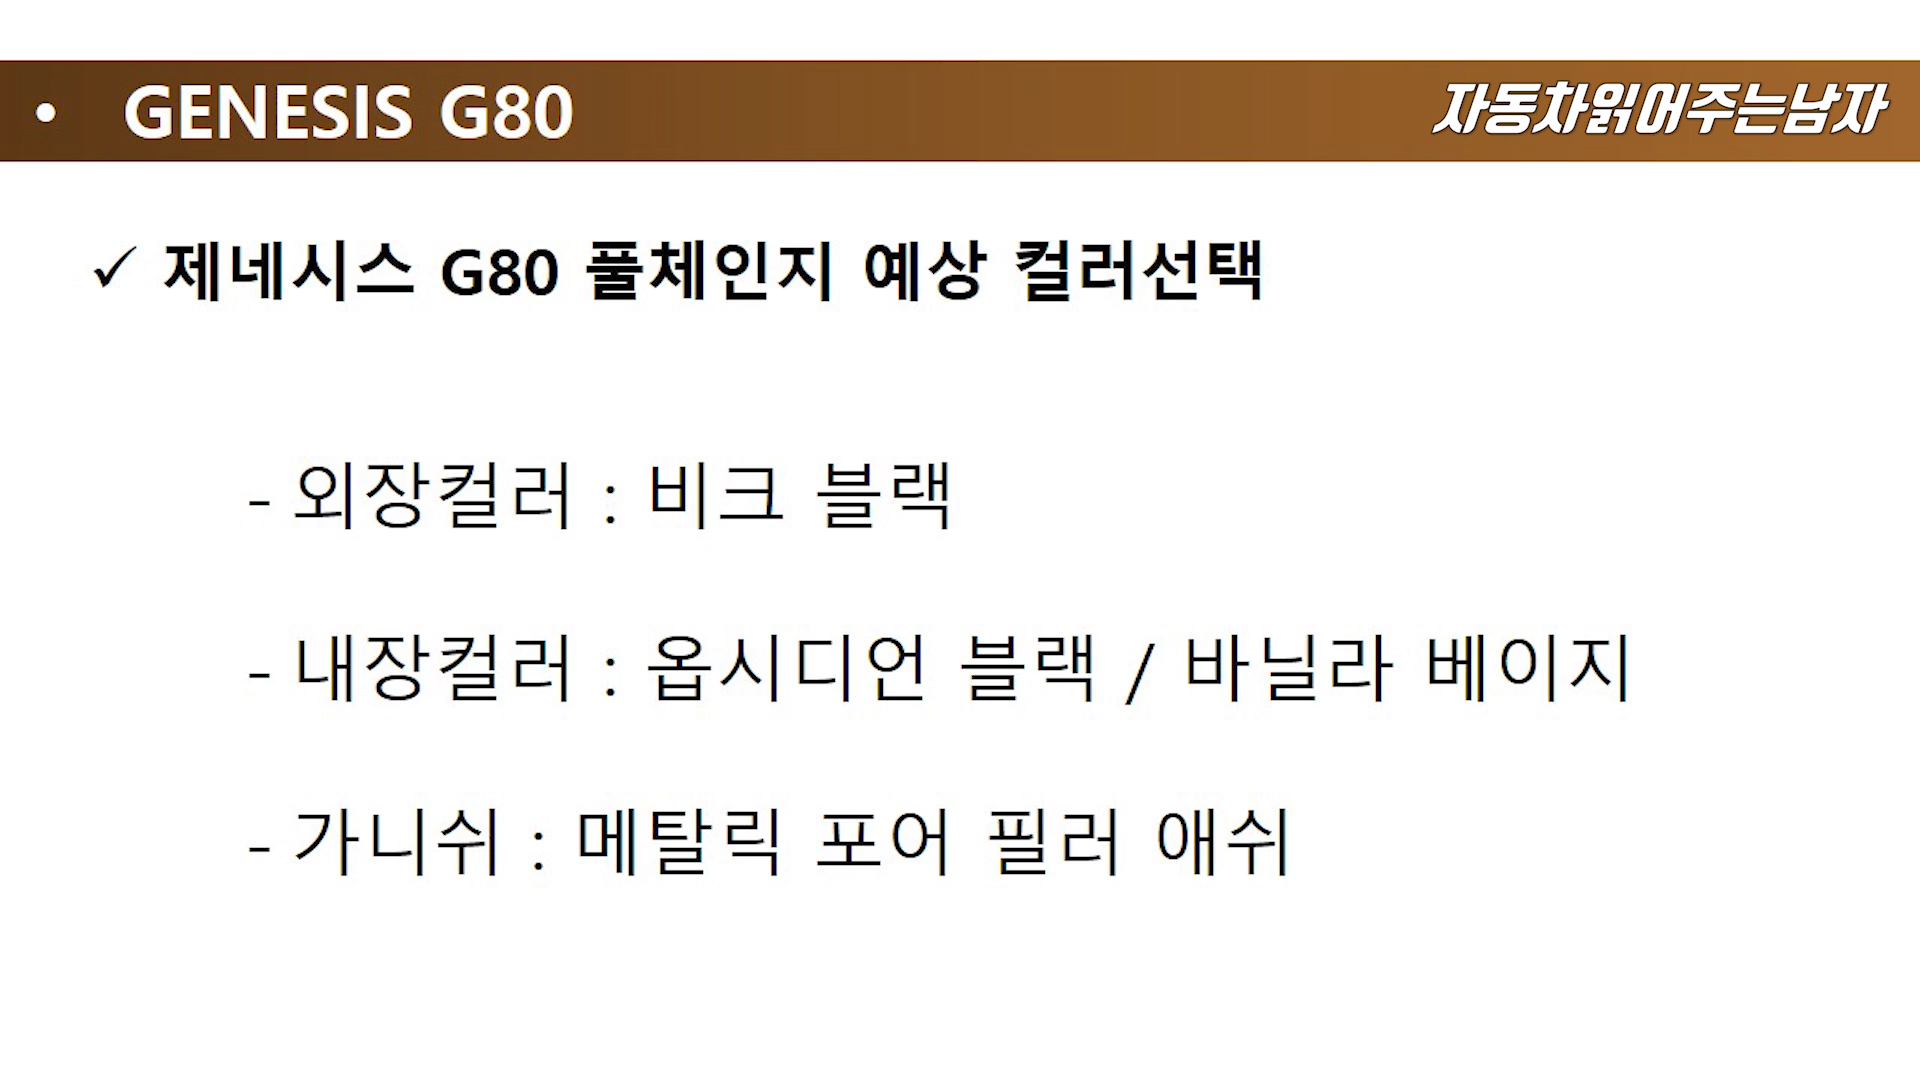 • GENESIS G80
자동차읽어주는남자
✓ 제네시스 G80 풀체인지 예상 컬러선택
- 외장컬러 : 비크 블랙
- 내장컬러 : 옵시디언 블랙 / 바닐라 베이지
- 가니쉬 : 메탈릭 포어 필러 애쉬